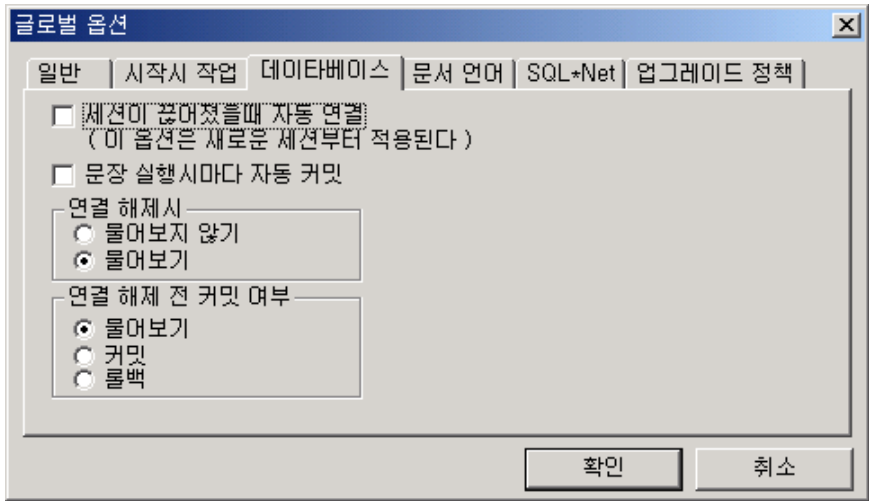 글로벌 옵션
일반 시작시 작업 데이타베이스 문서 언어 SQL*Net 업그레이드 정책
세션이 끊어졌을때 자동 연결
( 이 옵션은 새로운 세션부터 적용된다 )
문장 실행시마다 자동 커밋
연결 해제시
물어보지 않기
물어보기
연결 해제 전 커밋 여부
물어보기
커밋
롤백
확인 취소